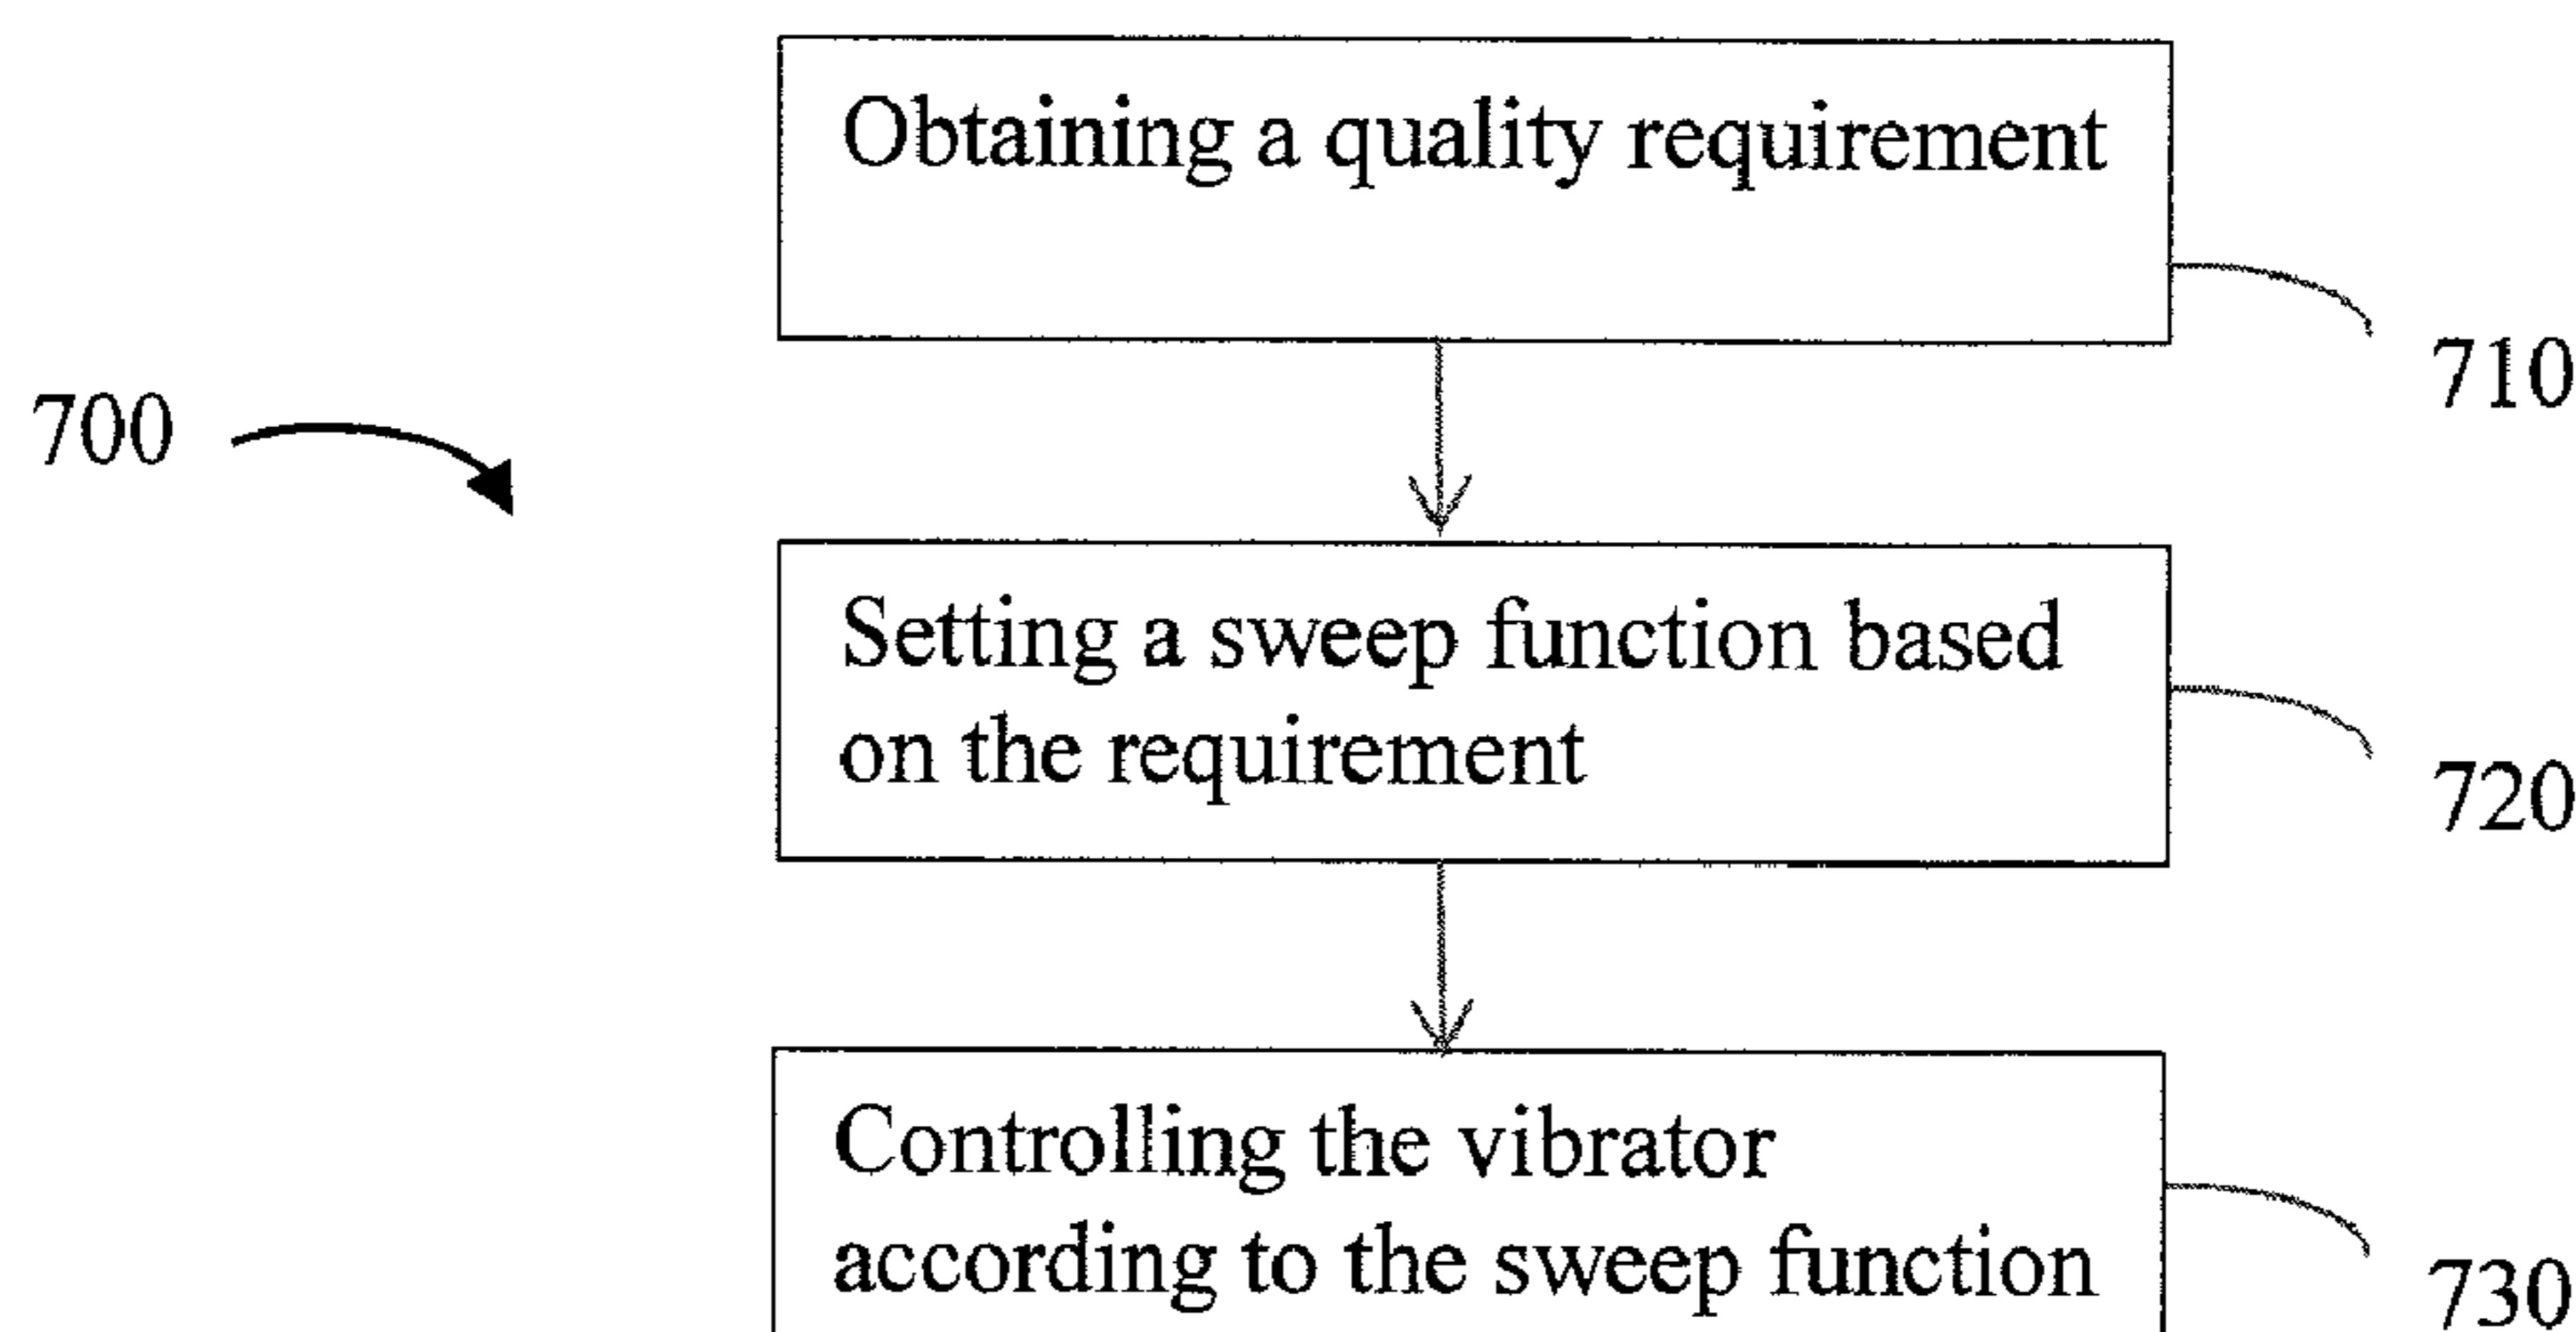 Obtaining a quality requirement
710
700
Setting a sweep function based
on the requirement
720
Controlling the vibrator
according to the sweep function
730